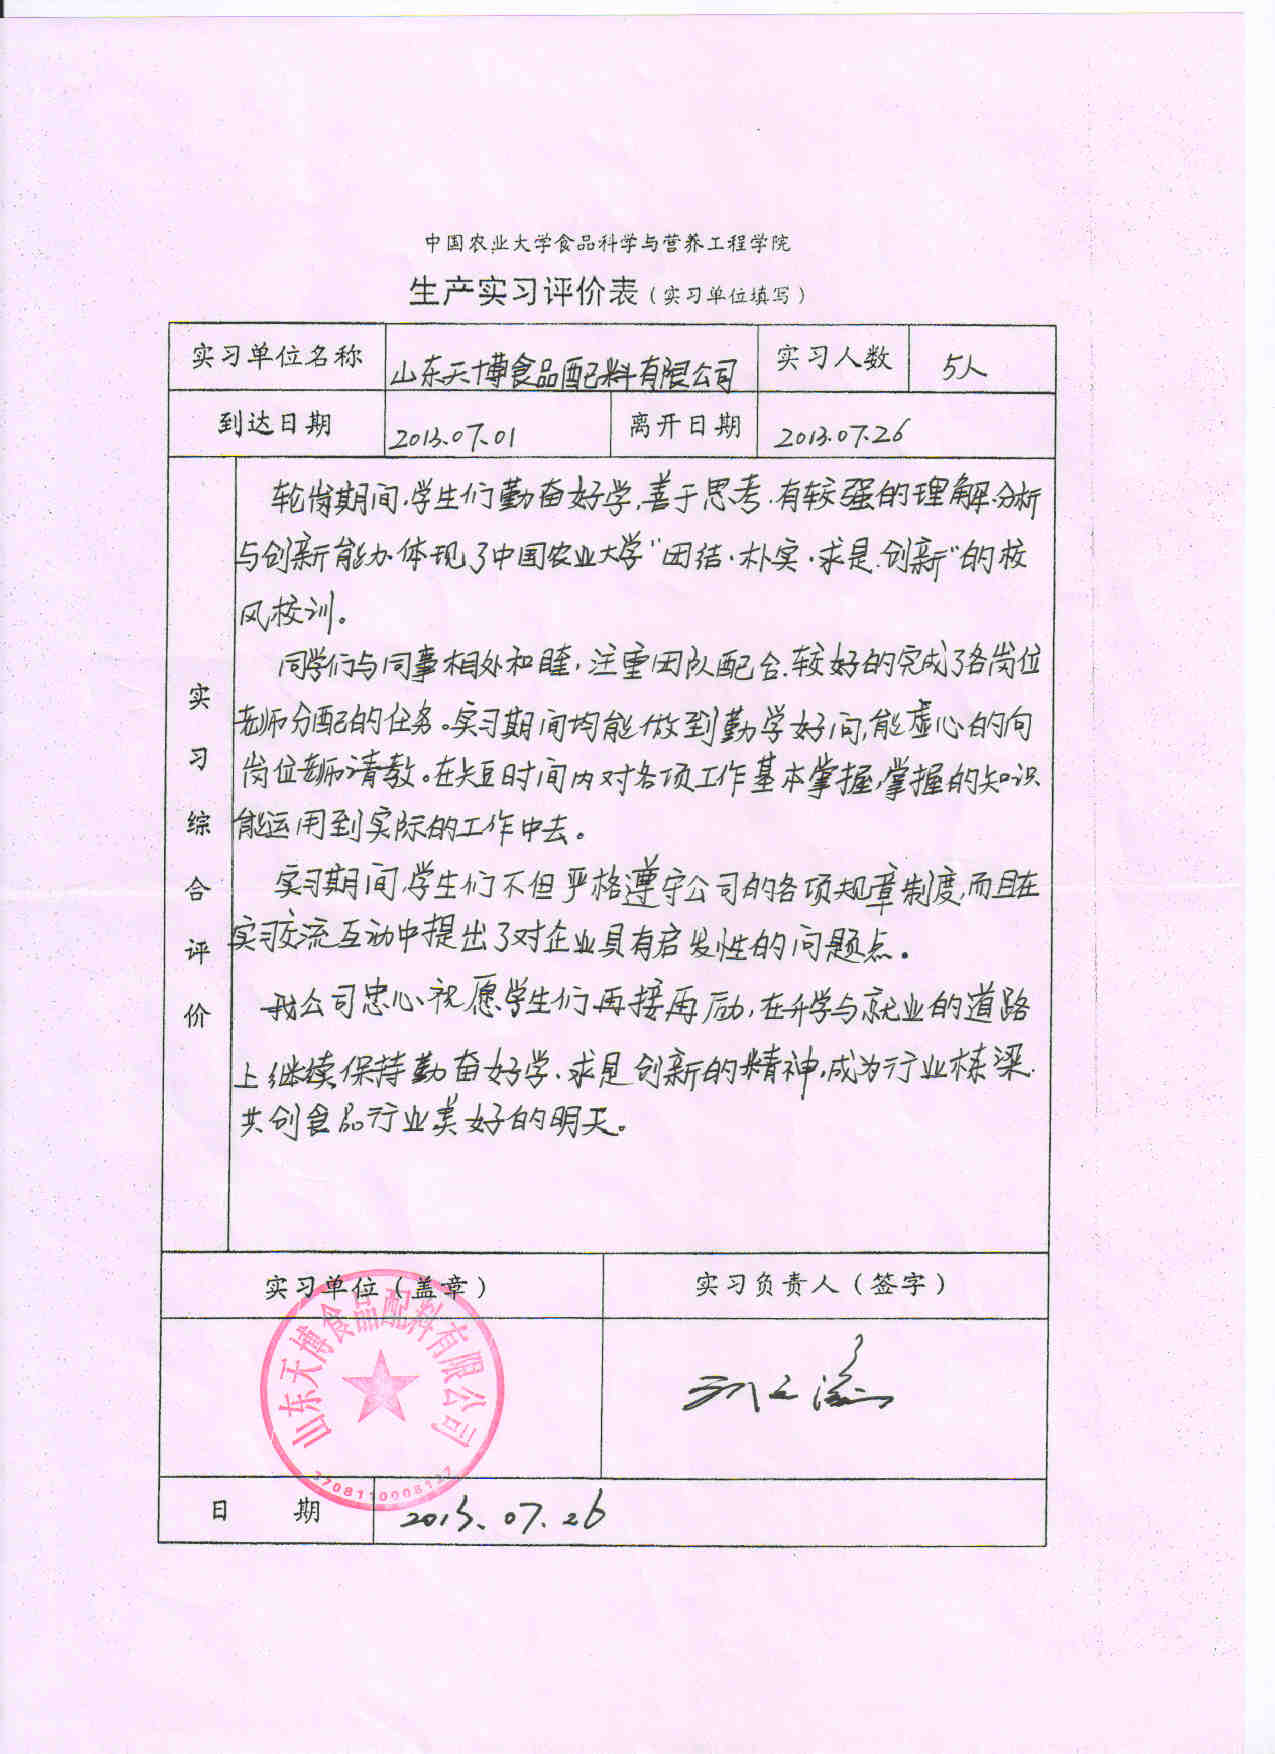 中国农业大学食品科学与营养工程学院
生产实习评价表（实习单位填写）
实习单位名称 山东天博食品配料有限公司 实习人数 5人
到达日期 2013.07.01 离开日期 2013.07.26
实习综合评价
轮岗期间,学生们勤奋好学,善于思考,有较强的理解.分析
与创新能力.体现了中国农业大学"团结·朴实·求是.创新"的校
风校训。
同学们与同事相处和睦,注重团队配合.较好的完成了各岗位
老师分配的任务。实习期间均能做到勤学好问,能虚心的向
岗位老师请教。在短时间内对各项工作基本掌握,掌握的知识
能运用到实际的工作中去。
实习期间,学生们不但严格遵守公司的各项规章制度,而且在
实习交流互动中提出了对企业具有启发性的问题点。
我公司忠心祝愿学生们再接再励,在升学与就业的道路
上继续保持勤奋好学、求是创新的精神,成为行业栋梁.
共创食品行业美好的明天。
实习单位（盖章） 实习负责人（签字）
山东天博食品配料有限公司
3708110008127
日 期 2013.07.26